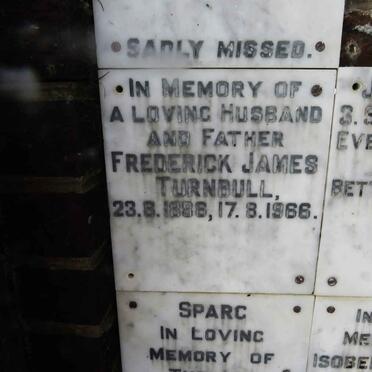 SADLY MISSED.
IN MEMORY OF
A LOVING HUSBAND
AND FATHER
FREDERICK JAMES
TURNBULL,
23.8.1886, 17.8.1966.
SPARC
IN LOVING
MEMORY OF
IN
ME
ISOBE
J
3.
EVE
BETT